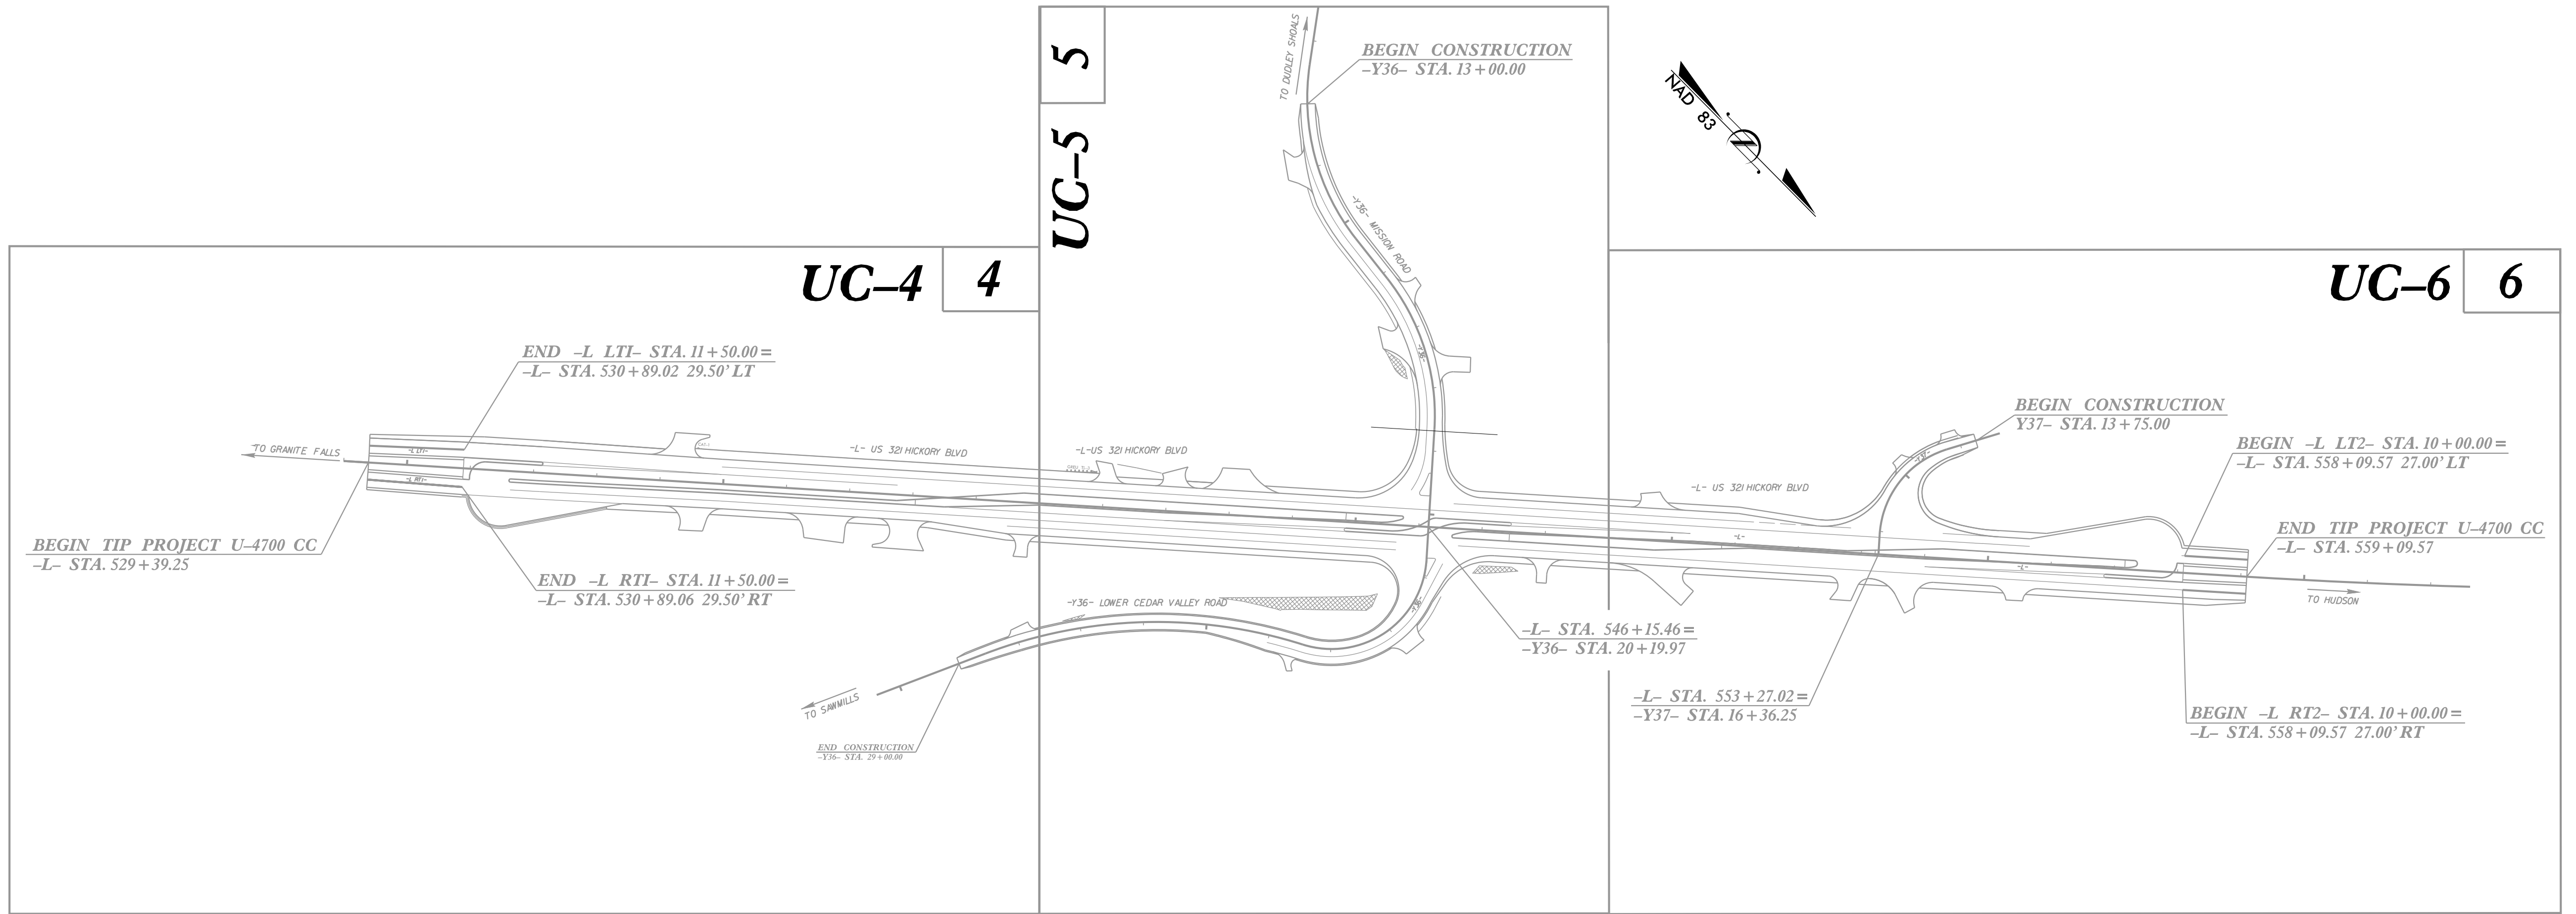 5
UC–5
TO DUDLEY SHOALS
BEGIN CONSTRUCTION
–Y36– STA. 13+00.00
NAD 83
-Y36- MISSION ROAD
-Y36-
UC–4
4
UC–6
6
END –L LT1– STA. 11+50.00=
–L– STA. 530+89.02 29.50' LT
TO GRANITE FALLS
-L LT1-
-L RT1-
-L- US 321 HICKORY BLVD
-L-US 321 HICKORY BLVD
BEGIN TIP PROJECT U–4700 CC
–L– STA. 529+39.25
END –L RT1– STA. 11+50.00=
–L– STA. 530+89.06 29.50' RT
-Y36- LOWER CEDAR VALLEY ROAD
-Y36-
TO SAWMILLS
END CONSTRUCTION
–Y36– STA. 29+00.00
–L– STA. 546+15.46=
–Y36– STA. 20+19.97
-L- US 321 HICKORY BLVD
-L-
-L-
-Y37-
BEGIN CONSTRUCTION
Y37– STA. 13+75.00
BEGIN –L LT2– STA. 10+00.00=
–L– STA. 558+09.57 27.00' LT
END TIP PROJECT U–4700 CC
–L– STA. 559+09.57
TO HUDSON
–L– STA. 553+27.02=
–Y37– STA. 16+36.25
BEGIN –L RT2– STA. 10+00.00=
–L– STA. 558+09.57 27.00' RT